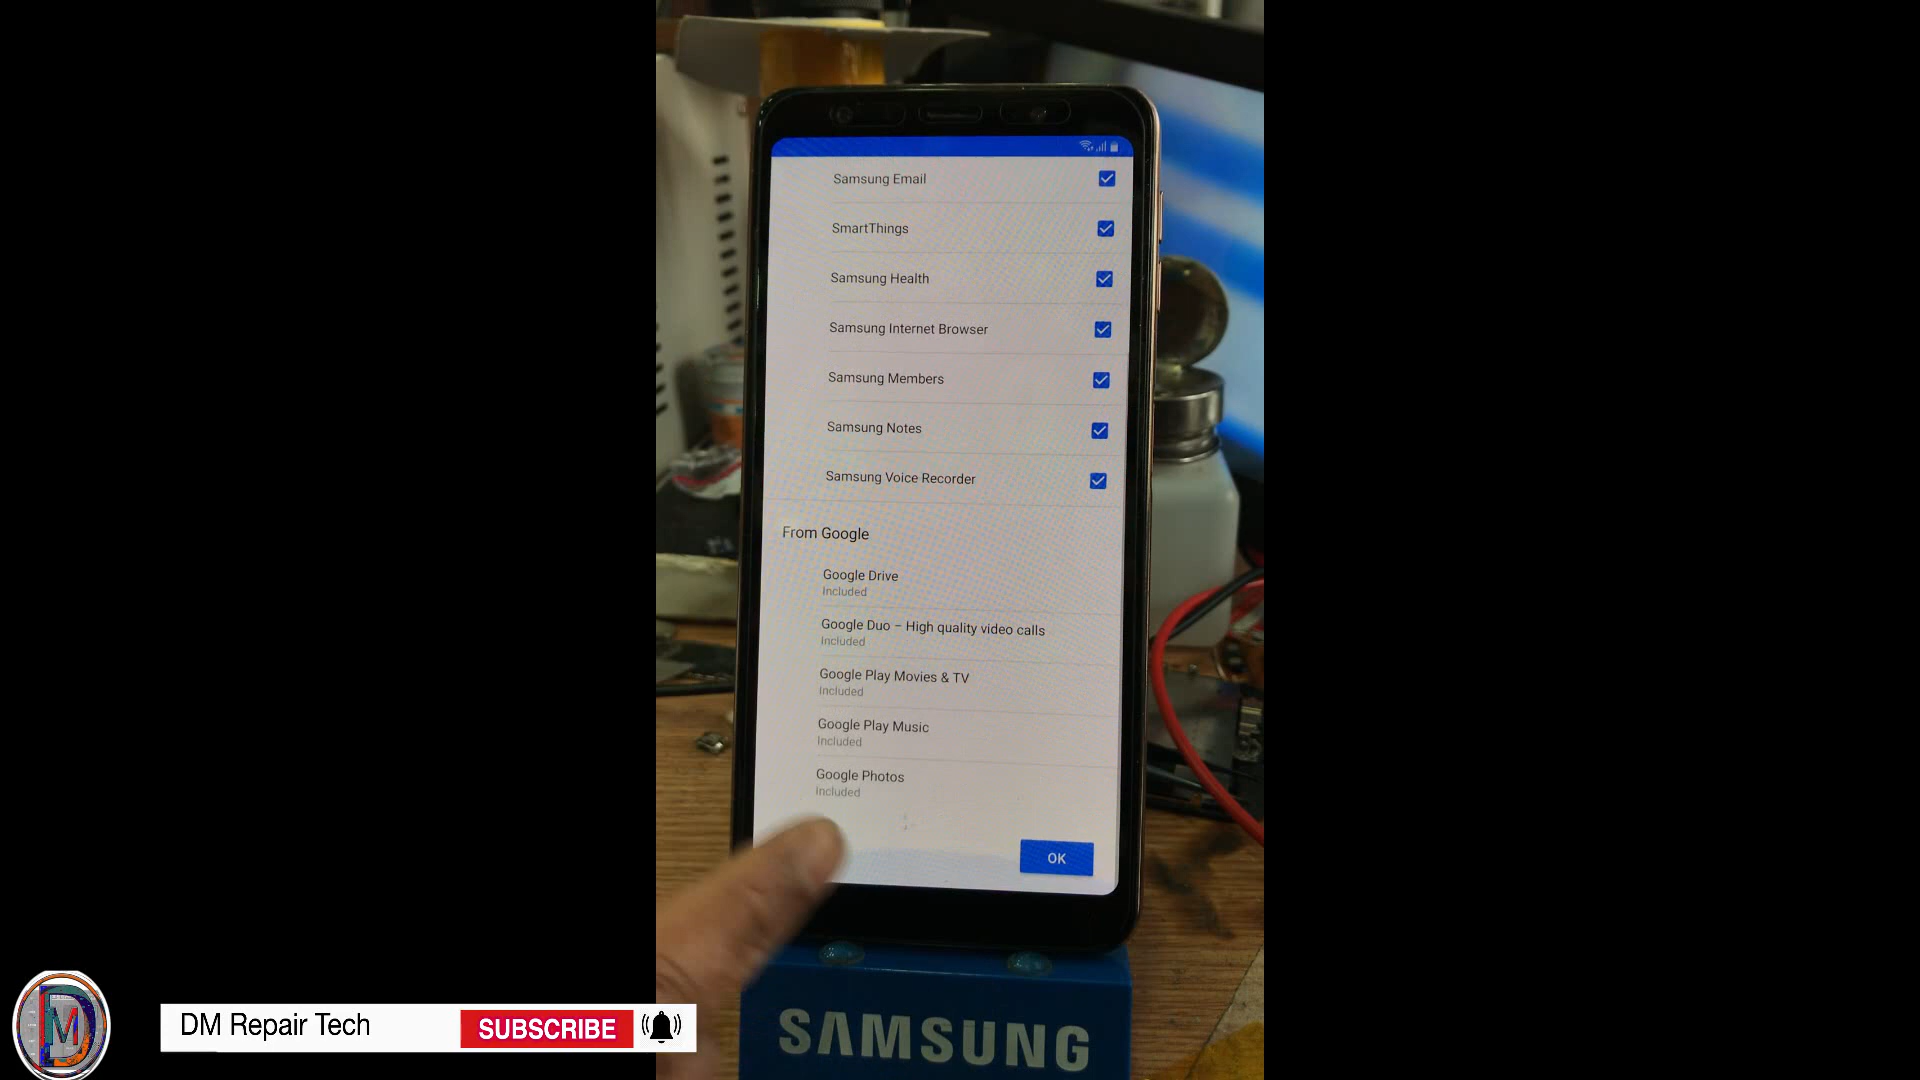 Samsung Email
SmartThings
Samsung Health
Samsung Internet Browser
Samsung Members
Samsung Notes
Samsung Voice Recorder
From Google
Google Drive
Included
Google Duo – High quality video calls
Included
Google Play Movies & TV
Included
Google Play Music
Included
Google Photos
Included
OK
SAMSUNG
DM Repair Tech
SUBSCRIBE
DM